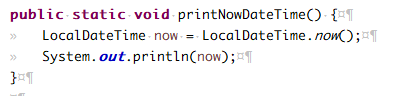 public static void printNowDateTime() {
LocalDateTime now = LocalDateTime.now();
System.out.println(now);
}